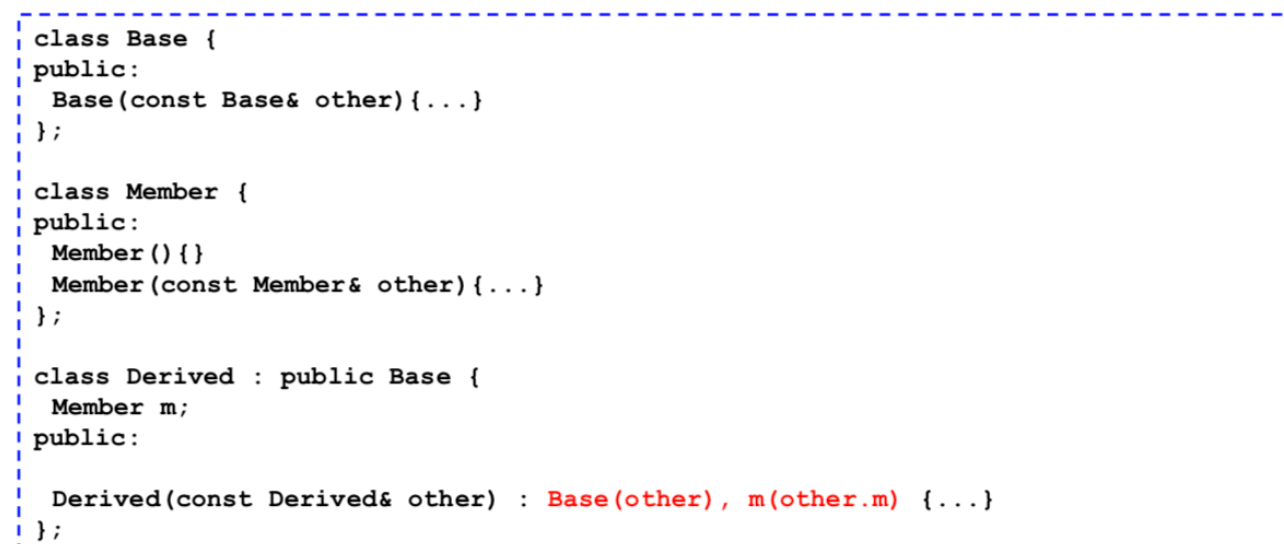 class Base {
public:
 Base(const Base& other){...}
};

class Member {
public:
 Member(){}
 Member(const Member& other){...}
};

class Derived : public Base {
 Member m;
public:

 Derived(const Derived& other) : Base(other), m(other.m) {...}
};